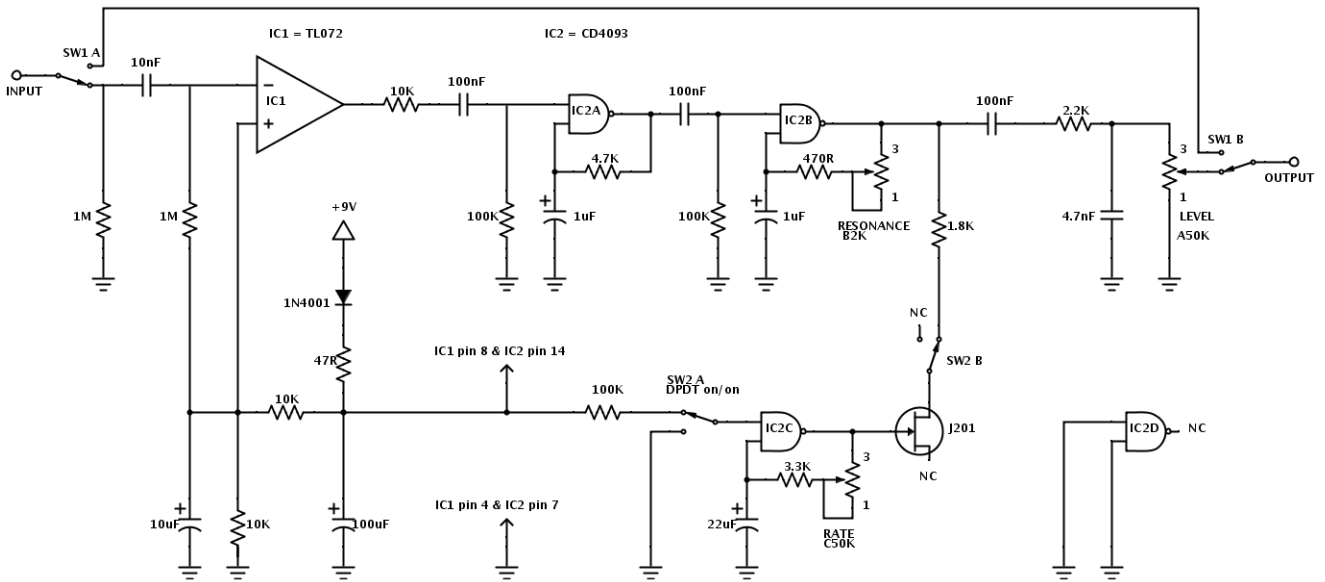 IC1 = TL072
IC2 = CD4093
SW1 A
INPUT
10nF
IC1
10K
100nF
IC2A
100nF
IC2B
100nF
2.2K
SW1 B
OUTPUT
4.7K
470R
3
1
3
1
1M
1M
+9V
100K
1uF
100K
1uF
RESONANCE
B2K
1.8K
4.7nF
LEVEL
A50K
1N4001
47R
IC1 pin 8 & IC2 pin 14
NC
SW2 B
10K
100K
SW2 A
DPDT on/on
IC2C
J201
NC
IC2D
NC
3.3K
3
1
10uF
10K
100uF
IC1 pin 4 & IC2 pin 7
22uF
RATE
C50K